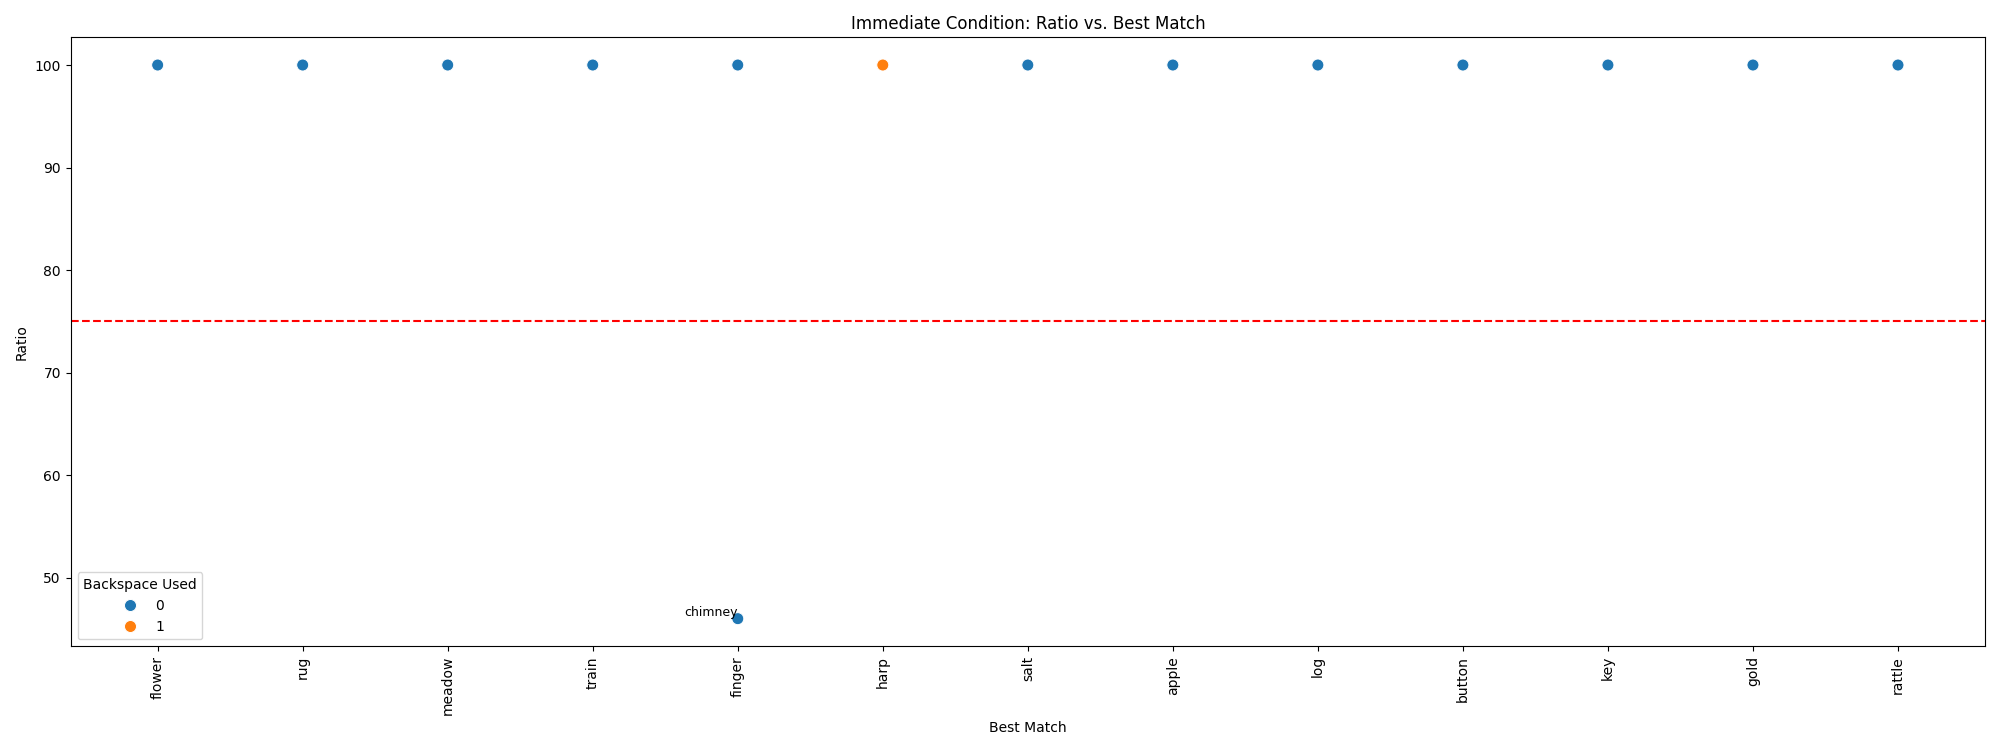 Immediate Condition: Ratio vs. Best Match
100
90
80
70
60
50
Ratio
chimney
Backspace Used
0
1
flower
rug
meadow
train
finger
harp
salt
apple
log
button
key
gold
rattle
Best Match